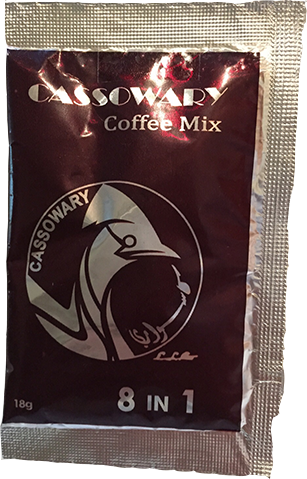 CASSOWARY
Coffee Mix
CASSOWARY
18g
8 IN 1